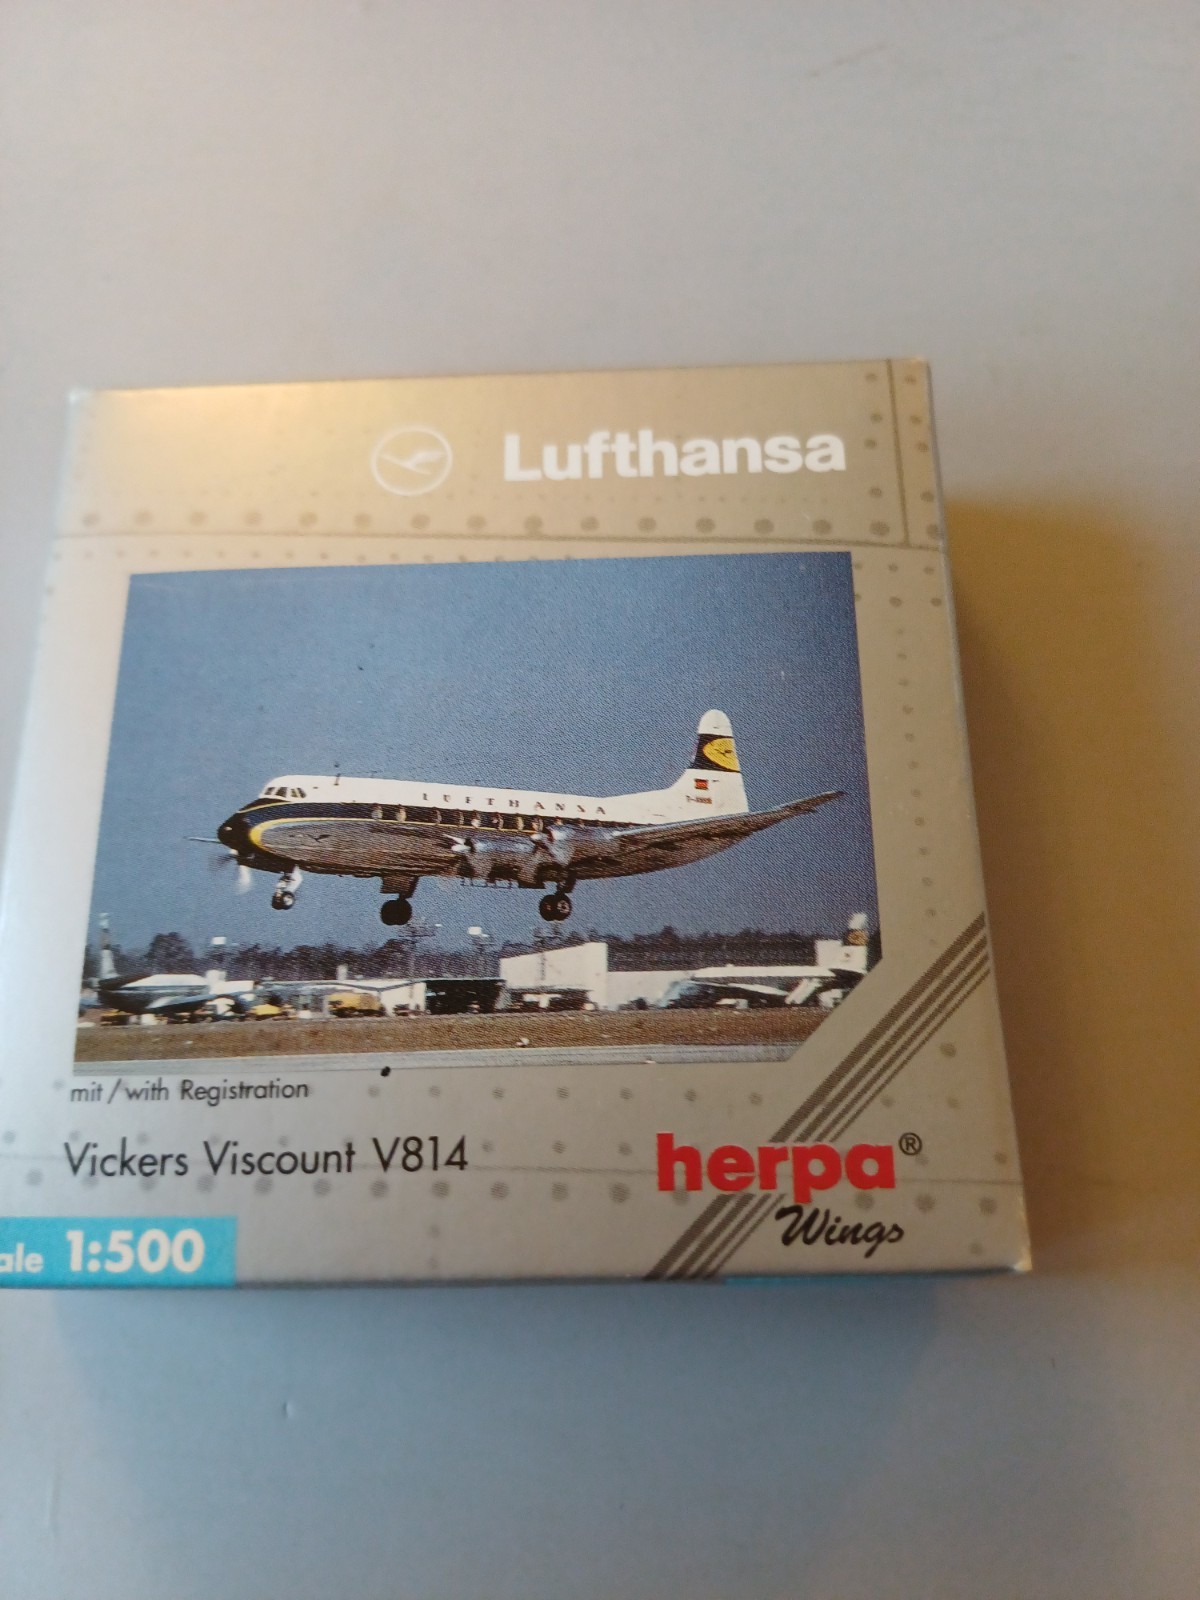 Lufthansa
LUFTHANSA
mit / with Registration
Vickers Viscount V814
herpa®
Wings
ale 1:500